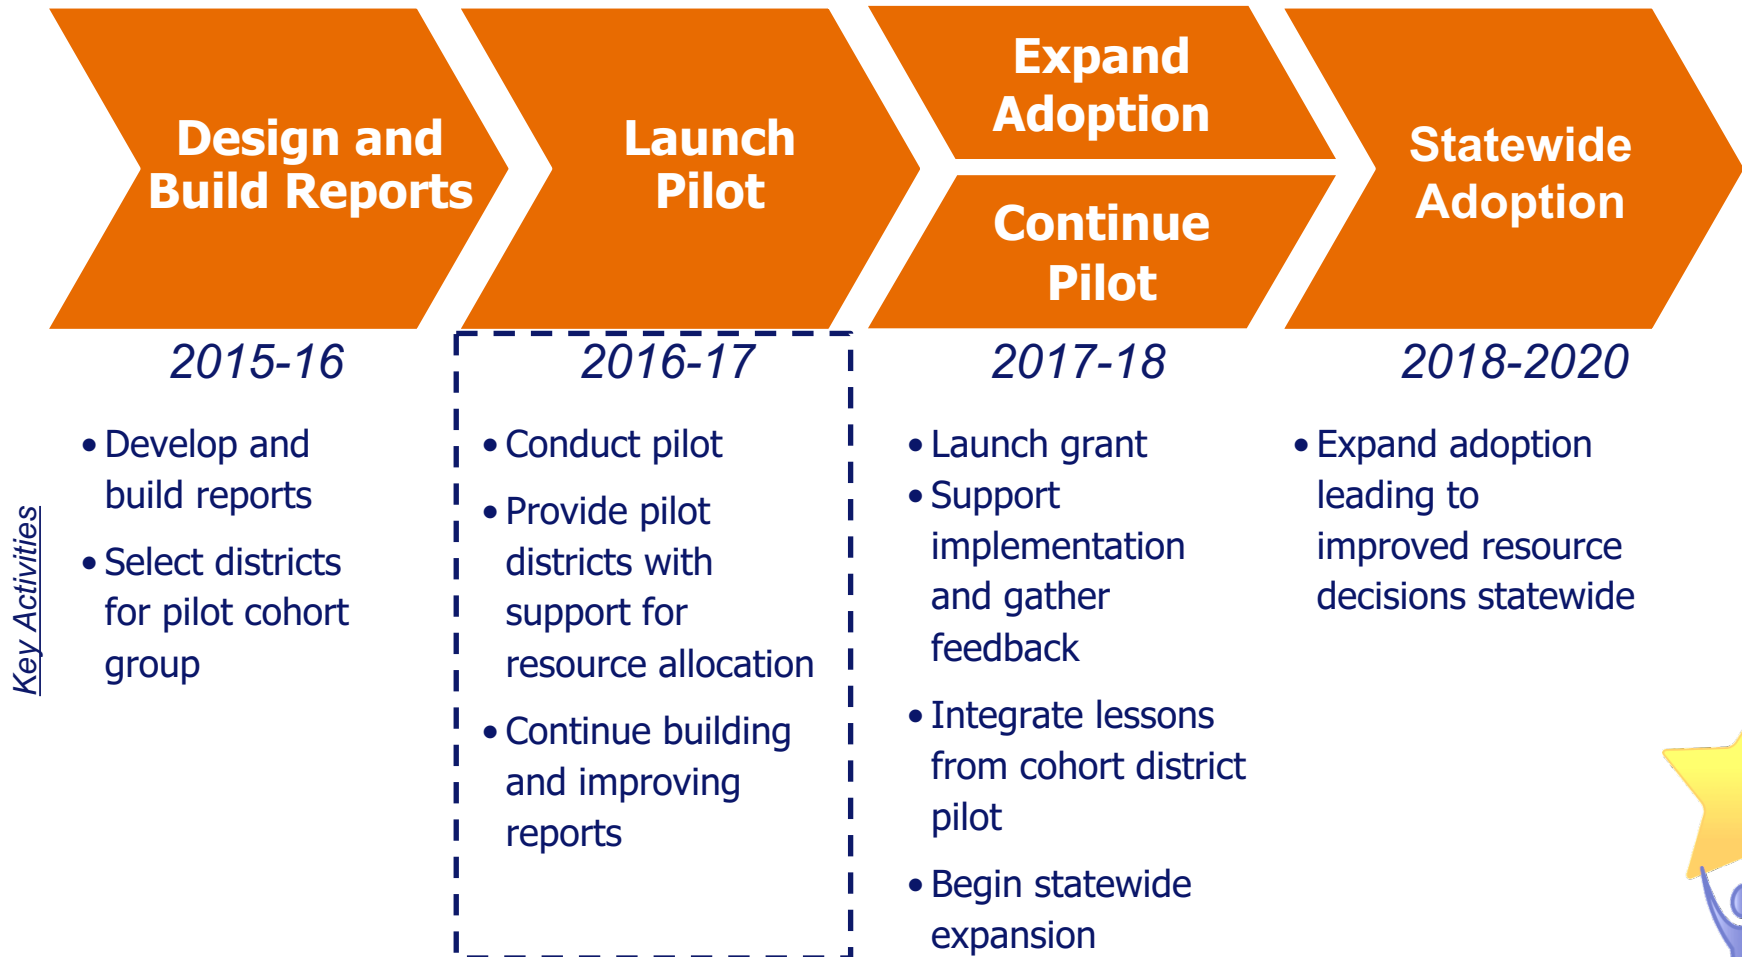 Design and
Build Reports
Launch
Pilot
Expand
Adoption
Continue
Pilot
Statewide
Adoption
2015-16
2016-17
2017-18
2018-2020
Key Activities
• Develop and
build reports
• Select districts
for pilot cohort
group
• Conduct pilot
• Provide pilot
districts with
support for
resource allocation
• Continue building
and improving
reports
• Launch grant
• Support
implementation
and gather
feedback
• Integrate lessons
from cohort district
pilot
• Begin statewide
expansion
• Expand adoption
leading to
improved resource
decisions statewide